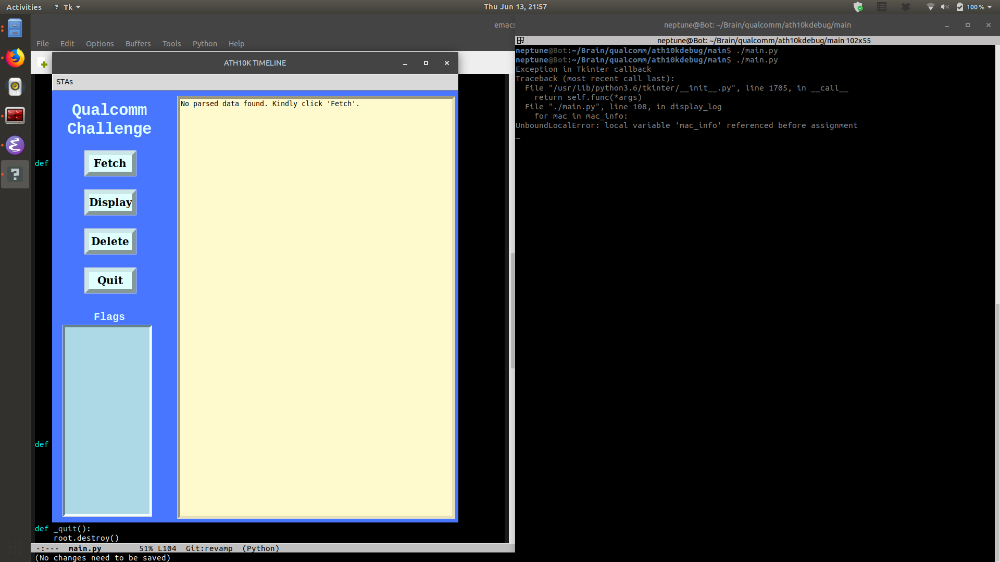 Activities
Tk
Thu Jun 13, 21:57
100 %
emacs
File Edit Options Buffers Tools Python Help
ATH10K TIMELINE
STAs
Qualcomm
Challenge
Fetch
Display
Delete
Quit
Flags
No parsed data found. Kindly click 'Fetch'.
def
def
def _quit():
root.destroy()
-:--- main.py 51% L104 Git:revamp (Python)
(No changes need to be saved)
neptune@Bot: ~/Brain/qualcomm/ath10kdebug/main
neptune@Bot: ~/Brain/qualcomm/ath10kdebug/main 102x55
neptune@Bot:~/Brain/qualcomm/ath10kdebug/main$ ./main.py
neptune@Bot:~/Brain/qualcomm/ath10kdebug/main$ ./main.py
Exception in Tkinter callback
Traceback (most recent call last):
File "/usr/lib/python3.6/tkinter/__init__.py", line 1705, in __call__
return self.func(*args)
File "./main.py", line 108, in display_log
for mac in mac_info:
UnboundLocalError: local variable 'mac_info' referenced before assignment